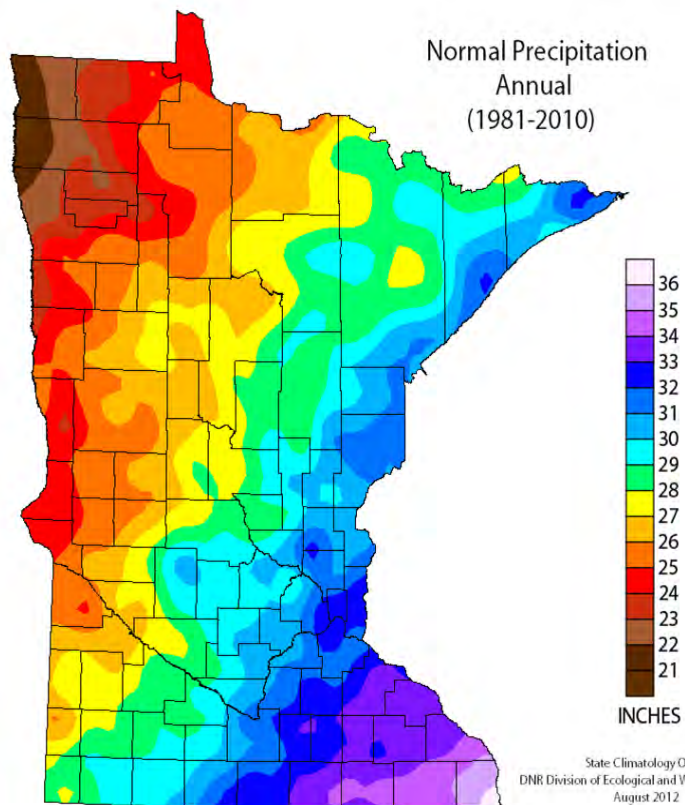 Normal Precipitation
Annual
(1981-2010)
36
35
34
33
32
31
30
29
28
27
26
25
24
23
22
21
INCHES
State Climatology
DNR Division of Ecological and
August 2012